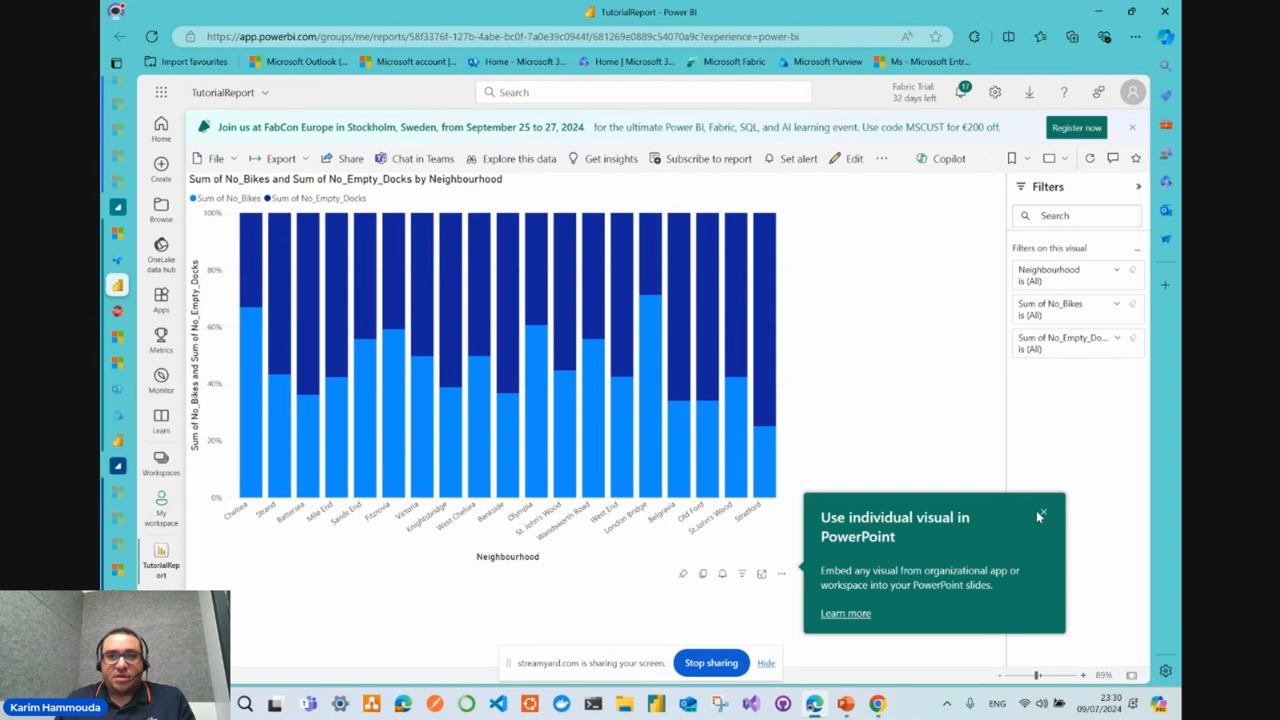 TutorialReport - Power BI
https://app.powerbi.com/groups/me/reports/58f3376f-127b-4abe-bc0f-7a0e39c0944f/681269e0889c54070a9c?experience=power-bi
Import favourites
Microsoft Outlook (...
Microsoft account |...
Home - Microsoft 3...
Home | Microsoft 3...
Microsoft Fabric
Microsoft Purview
Ms - Microsoft Entr...
TutorialReport
Search
Fabric Trial:
32 days left
17
Join us at FabCon Europe in Stockholm, Sweden, from September 25 to 27, 2024 for the ultimate Power BI, Fabric, SQL, and AI learning event. Use code MSCUST for €200 off.
Register now
File
Export
Share
Chat in Teams
Explore this data
Get insights
Subscribe to report
Set alert
Edit
Copilot
Home
Create
Browse
OneLake
data hub
Apps
Metrics
Monitor
Learn
Workspaces
My
workspace
TutorialRep
ort
Sum of No_Bikes and Sum of No_Empty_Docks by Neighbourhood
Sum of No_Bikes
Sum of No_Empty_Docks
100%
80%
60%
40%
20%
0%
Sum of No_Bikes and Sum of No_Empty_Docks
Chelsea
Strand
Battersea
Mile End
Sands End
Fitzrovia
Victoria
Knightsbridge
West Chelsea
Bankside
Olympia
St. John's Wood
Wandsworth Road
West End
London Bridge
Belgravia
Old Ford
St.John's Wood
Stratford
Neighbourhood
Filters
Search
Filters on this visual
Neighbourhood
is (All)
Sum of No_Bikes
is (All)
Sum of No_Empty_Do...
is (All)
Use individual visual in
PowerPoint
Embed any visual from organizational app or
workspace into your PowerPoint slides.
Learn more
streamyard.com is sharing your screen.
Stop sharing
Hide
89%
Karim Hammouda
ENG
23:30
09/07/2024